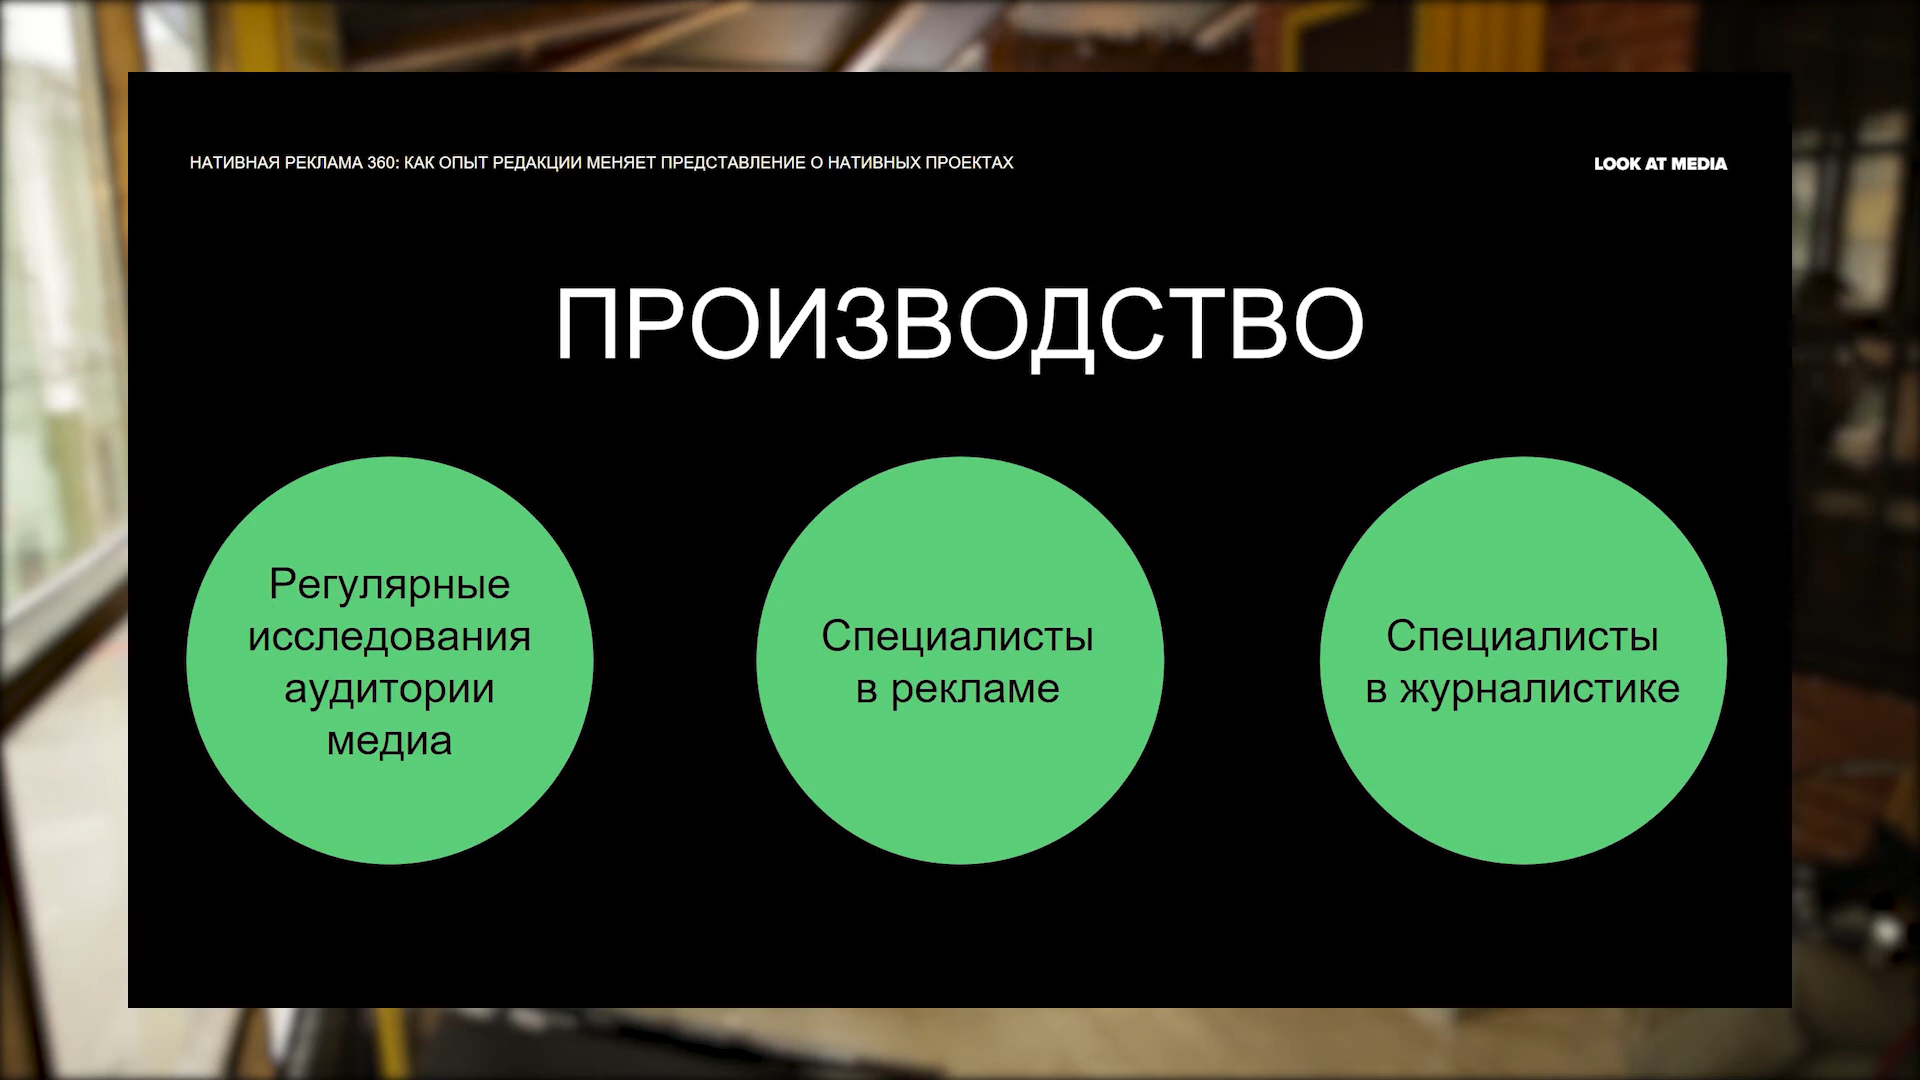 НАТИВНАЯ РЕКЛАМА 360: КАК ОПЫТ РЕДАКЦИИ МЕНЯЕТ ПРЕДСТАВЛЕНИЕ О НАТИВНЫХ ПРОЕКТАХ
LOOK AT MEDIA
ПРОИЗВОДСТВО
Регулярные
исследования
аудитории
медиа
Специалисты
в рекламе
Специалисты
в журналистике